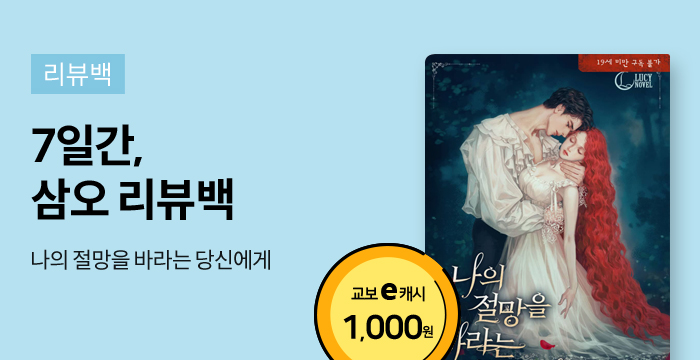 리뷰백
7일간,
삼오 리뷰백
나의 절망을 바라는 당신에게
교보 e캐시
1,000원
19세 미만 구독 불가
LUCY
NOVEL
나의
절망을
바라는